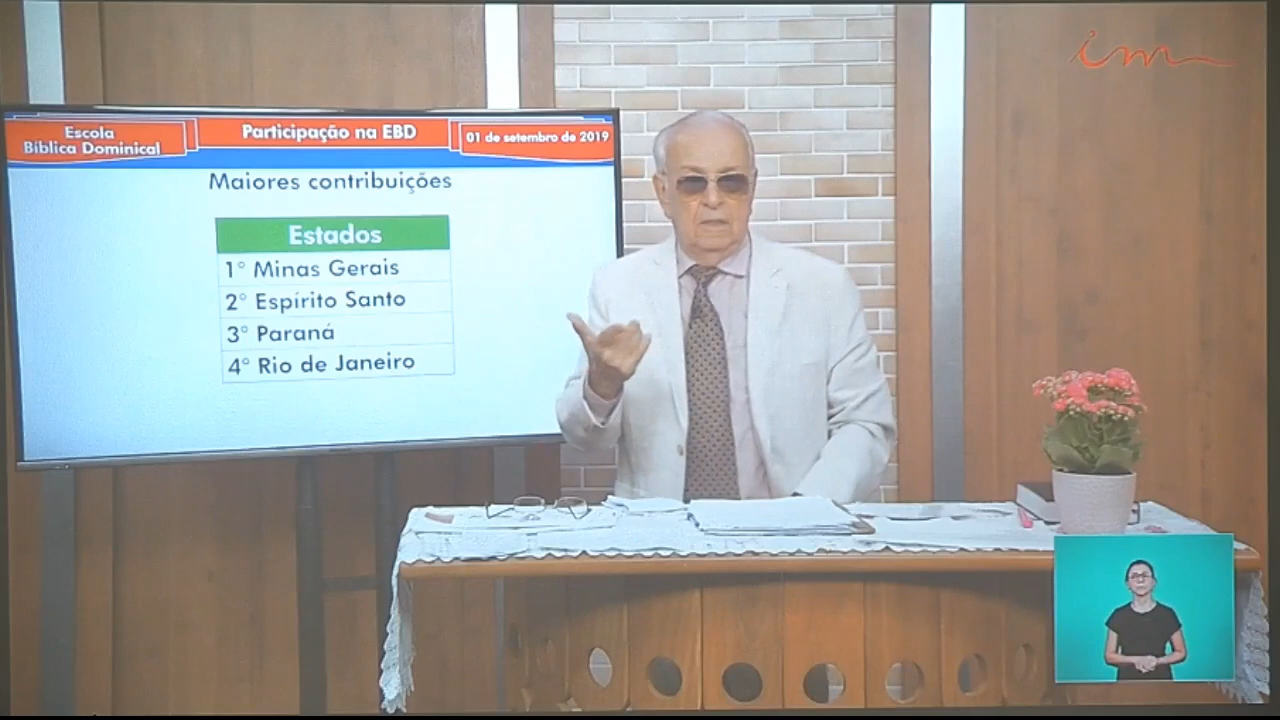 im
Escola
Bíblica Dominical
Participação na EBD
01 de setembro de 2019
Maiores contribuições
Estados
1° Minas Gerais
2° Espírito Santo
3° Paraná
4° Rio de Janeiro